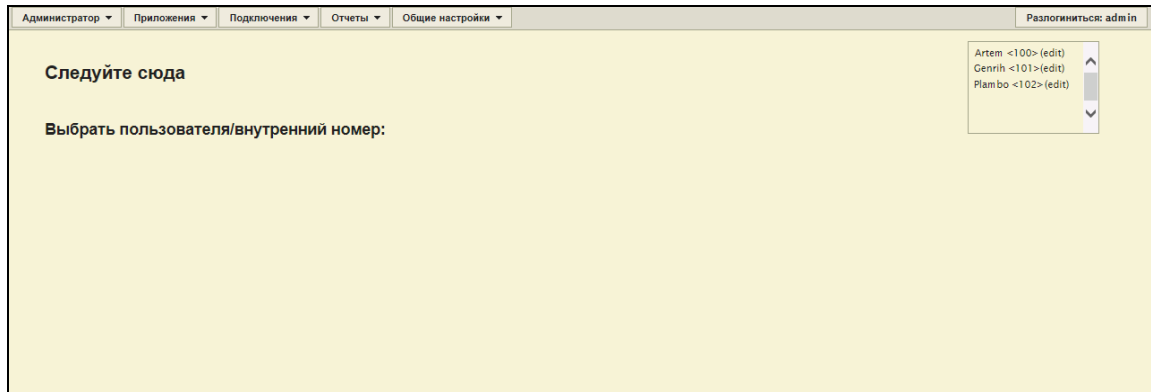 Администратор Приложения Подключения Отчеты Общие настройки Разлогиниться: admin
Artem <100>(edit)
Genrih <101>(edit)
Plambo <102>(edit)
Следуйте сюда
Выбрать пользователя/внутренний номер: